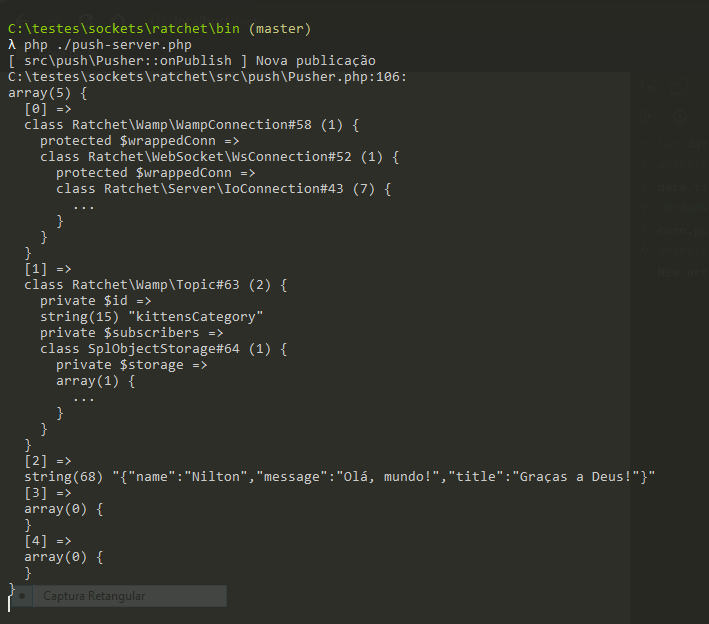 C:\testes\sockets\ratchet\bin (master)
λ php ./push-server.php
[ src\push\Pusher::onPublish ] Nova publicação
C:\testes\sockets\ratchet\src\push\Pusher.php:106:
array(5) {
  [0] =>
  class Ratchet\Wamp\WampConnection#58 (1) {
    protected $wrappedConn =>
    class Ratchet\WebSocket\WsConnection#52 (1) {
      protected $wrappedConn =>
      class Ratchet\Server\IoConnection#43 (7) {
        ...
      }
    }
  }
  [1] =>
  class Ratchet\Wamp\Topic#63 (2) {
    private $id =>
    string(15) "kittensCategory"
    private $subscribers =>
    class SplObjectStorage#64 (1) {
      private $storage =>
      array(1) {
        ...
      }
    }
  }
  [2] =>
  string(68) "{"name":"Nilton","message":"Olá, mundo!","title":"Graças a Deus!"}"
  [3] =>
  array(0) {
  }
  [4] =>
  array(0) {
  }
}
Captura Retangular